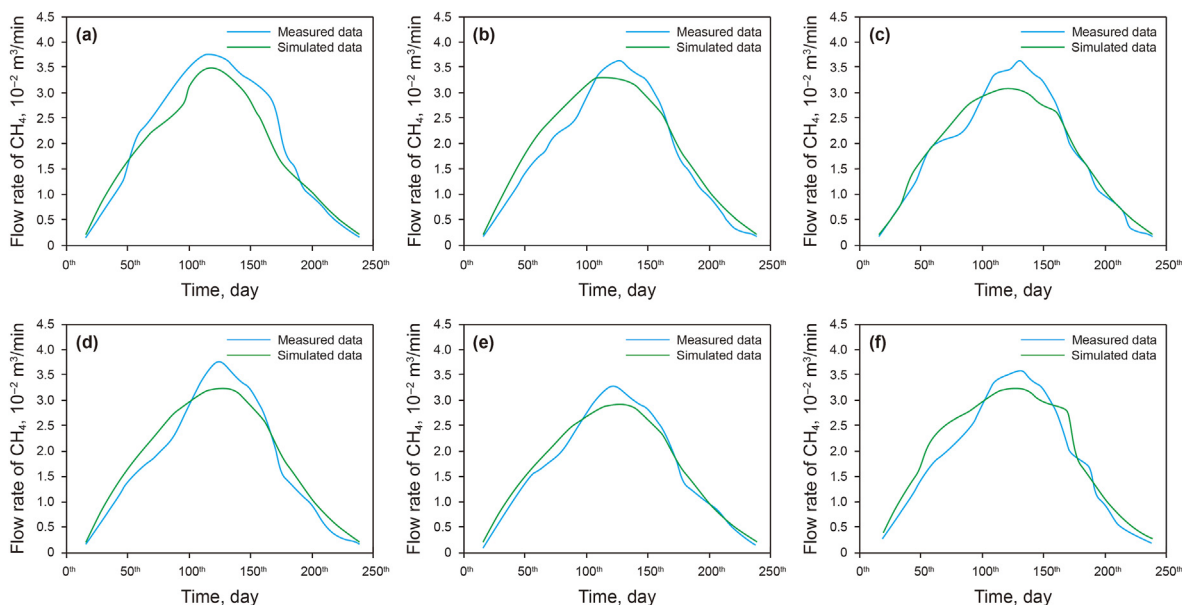 (a)
Measured data
Simulated data
Flow rate of CH₄, 10⁻² m³/min
4.5
4.0
3.5
3.0
2.5
2.0
1.5
1.0
0.5
0
0th 50th 100th 150th 200th 250th
Time, day
(b)
Measured data
Simulated data
Flow rate of CH₄, 10⁻² m³/min
4.5
4.0
3.5
3.0
2.5
2.0
1.5
1.0
0.5
0
0th 50th 100th 150th 200th 250th
Time, day
(c)
Measured data
Simulated data
Flow rate of CH₄, 10⁻² m³/min
4.5
4.0
3.5
3.0
2.5
2.0
1.5
1.0
0.5
0
0th 50th 100th 150th 200th 250th
Time, day
(d)
Measured data
Simulated data
Flow rate of CH₄, 10⁻² m³/min
4.5
4.0
3.5
3.0
2.5
2.0
1.5
1.0
0.5
0
0th 50th 100th 150th 200th 250th
Time, day
(e)
Measured data
Simulated data
Flow rate of CH₄, 10⁻² m³/min
4.5
4.0
3.5
3.0
2.5
2.0
1.5
1.0
0.5
0
0th 50th 100th 150th 200th 250th
Time, day
(f)
Measured data
Simulated data
Flow rate of CH₄, 10⁻² m³/min
4.5
4.0
3.5
3.0
2.5
2.0
1.5
1.0
0.5
0
0th 50th 100th 150th 200th 250th
Time, day